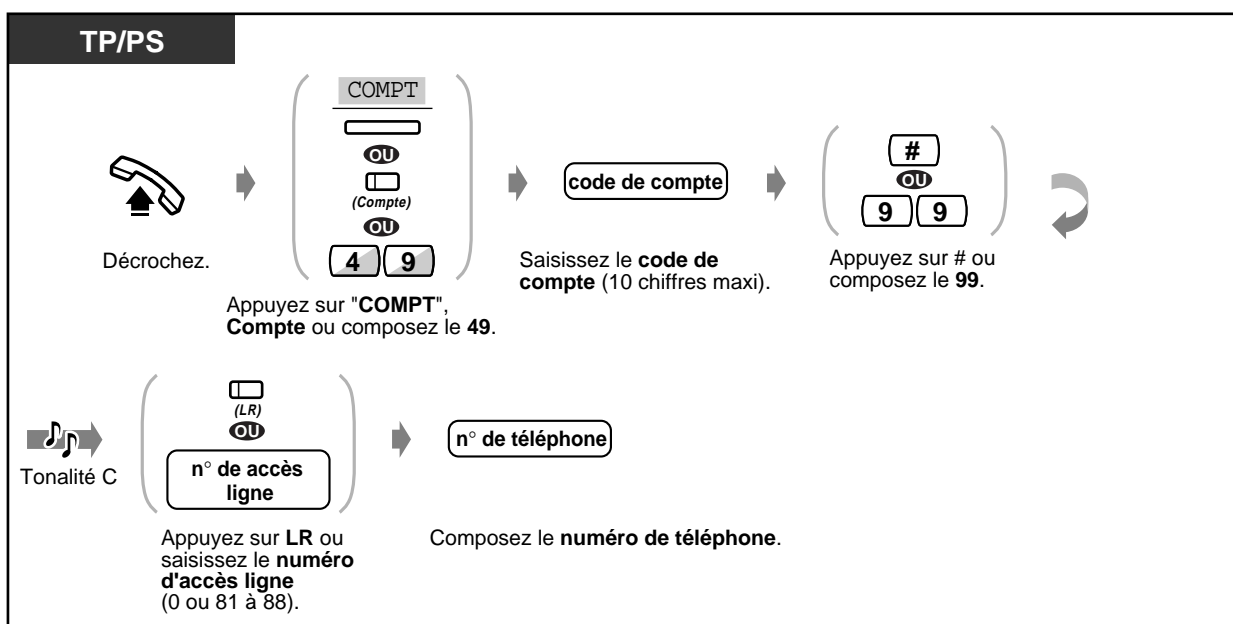 TP/PS
COMPT
OU
(Compte)
OU
4 9
code de compte
#
OU
9 9
Décrochez.
Appuyez sur "COMPT",
Compte ou composez le 49.
Saisissez le code de
compte (10 chiffres maxi).
Appuyez sur # ou
composez le 99.
Tonalité C
(LR)
OU
n° de accès
ligne
n° de téléphone
Appuyez sur LR ou
saisissez le numéro
d'accès ligne
(0 ou 81 à 88).
Composez le numéro de téléphone.